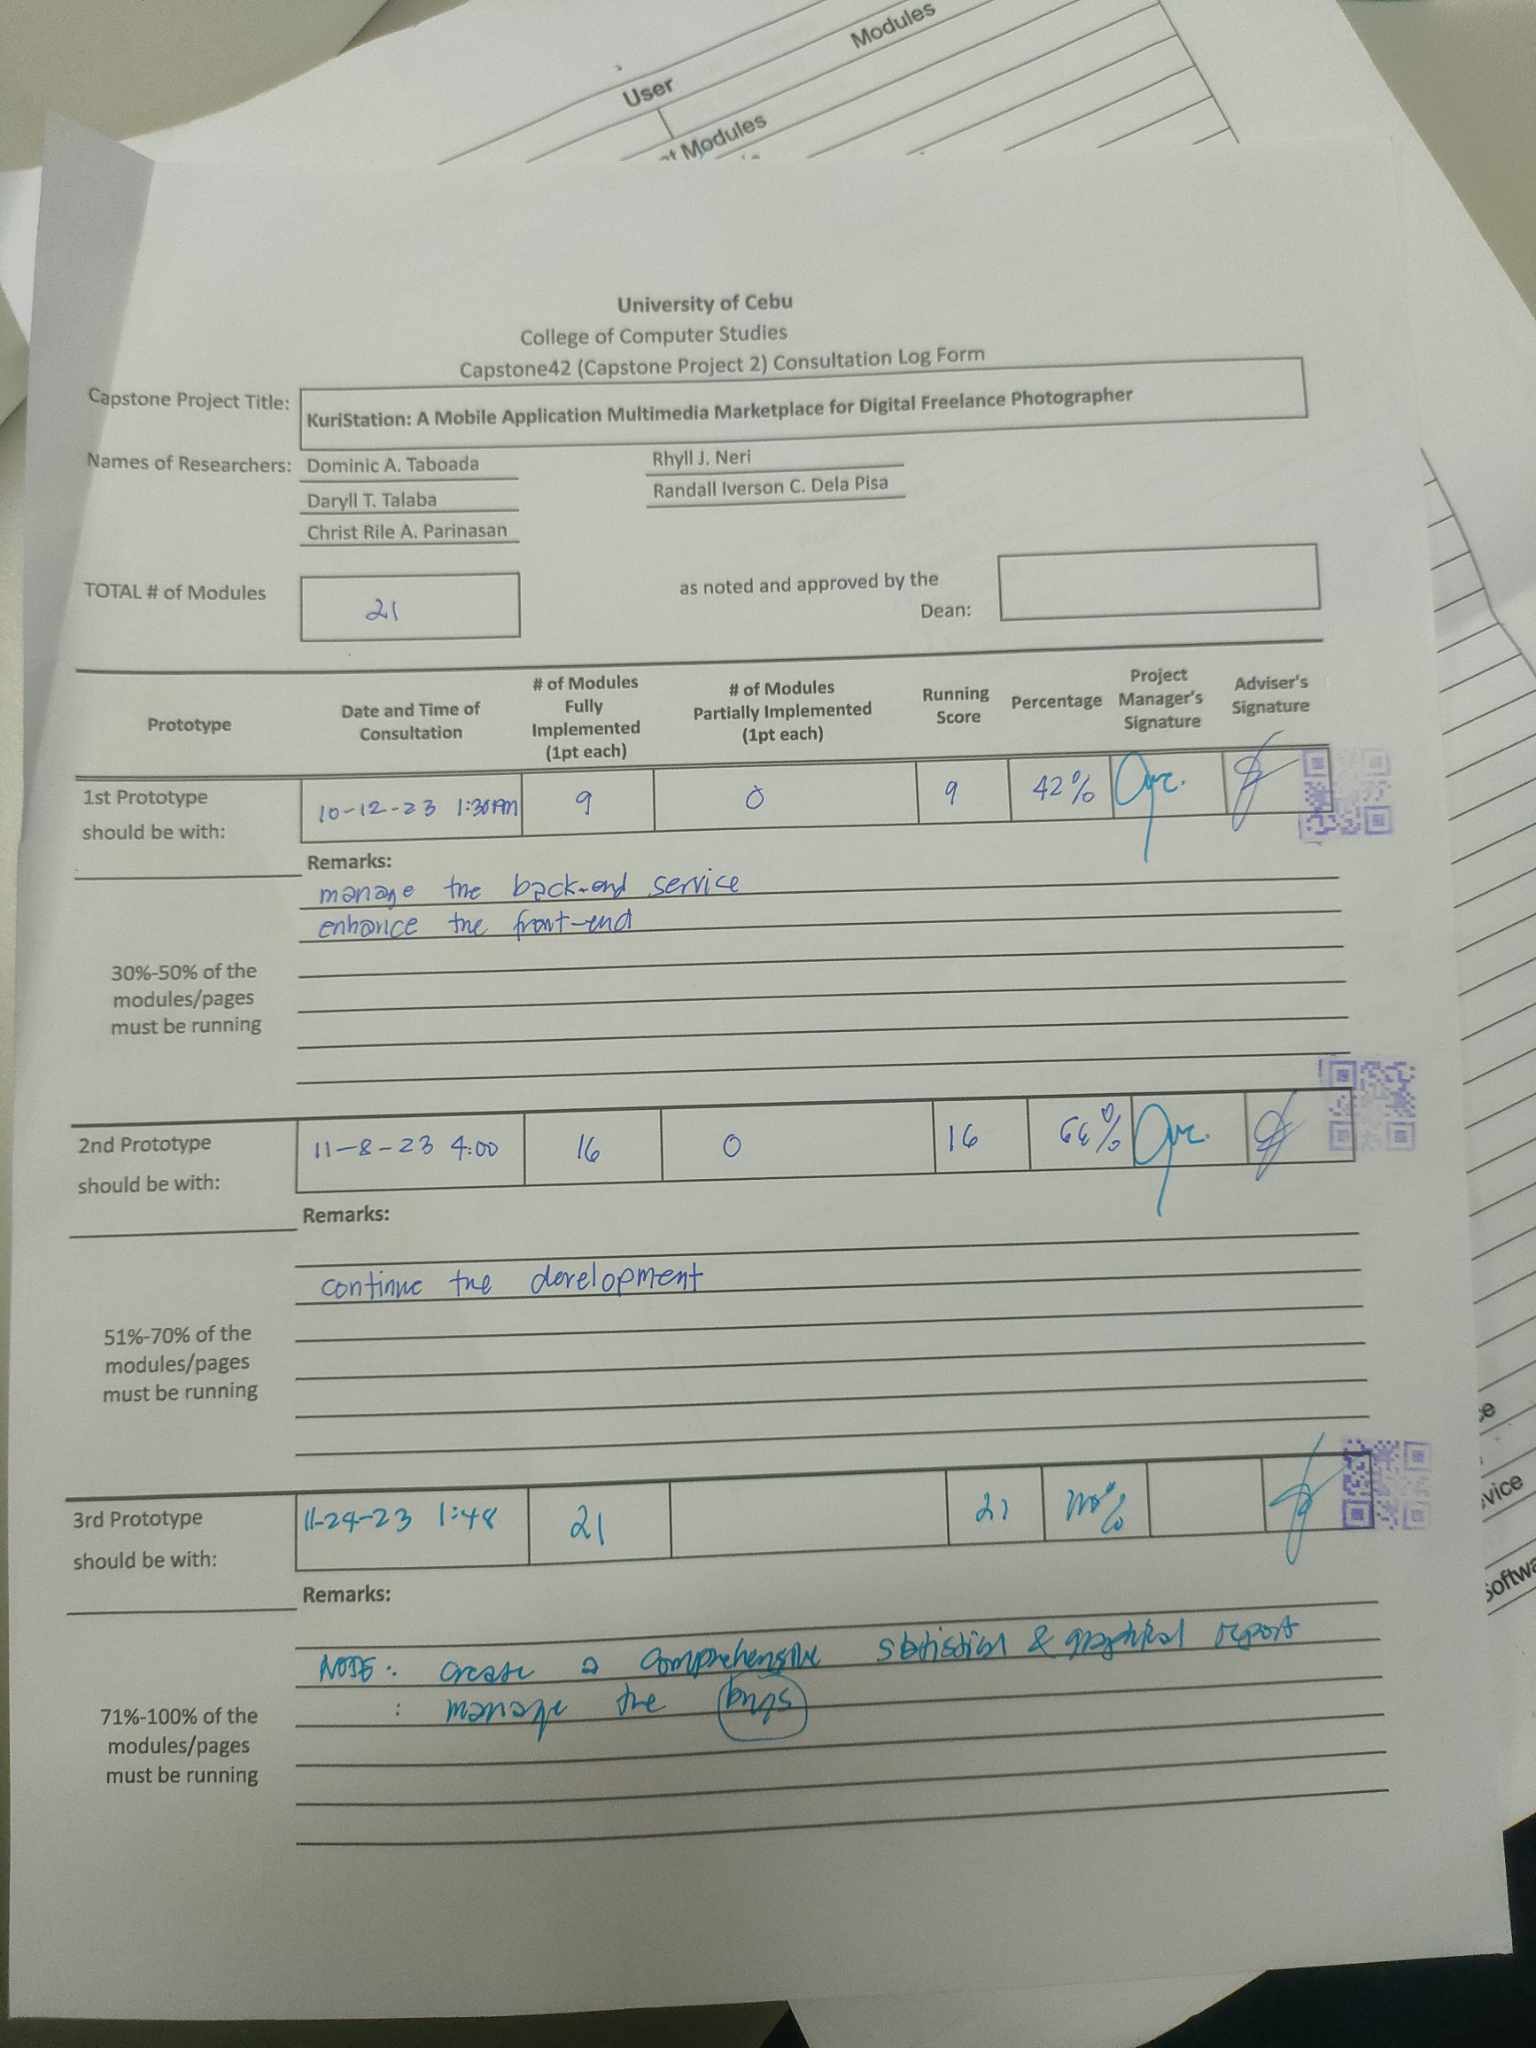 User
Modules
Modules
University of Cebu
College of Computer Studies
Capstone42 (Capstone Project 2) Consultation Log Form
Capstone Project Title: KuriStation: A Mobile Application Multimedia Marketplace for Digital Freelance Photographer
Names of Researchers: Dominic A. Taboada Rhyll J. Neri
Daryll T. Talaba Randall Iverson C. Dela Pisa
Christ Rile A. Parinasan
TOTAL # of Modules 21 as noted and approved by the
Dean:
Prototype
Date and Time of
Consultation
# of Modules
Fully
Implemented
(1pt each)
# of Modules
Partially Implemented
(1pt each)
Running
Score
Percentage
Project
Manager's
Signature
Adviser's
Signature
1st Prototype
should be with:
10-12-23 1:30PM 9 0 9 42%
Remarks:
manage the back-end service
enhance the front-end
30%-50% of the
modules/pages
must be running
2nd Prototype
should be with:
11-8-23 4:00 16 0 16
Remarks:
continue the development
51%-70% of the
modules/pages
must be running
3rd Prototype
should be with:
11-24-23 1:48 21 21 100%
Remarks:
NOTE: create a comprehensive statistical & graphical report
: manage the bugs
71%-100% of the
modules/pages
must be running